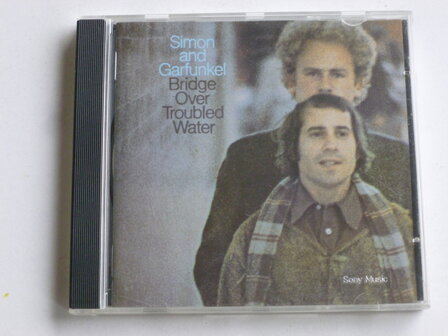 Simon
and
Garfunkel
Bridge
Over
Troubled
Water
Sony Music